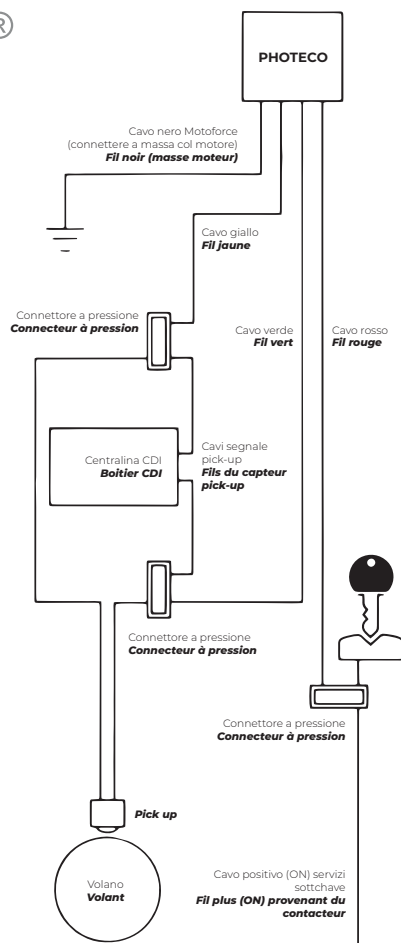 ®
PHOTECO
Cavo nero Motoforce
(connettere a massa col motore)
Fil noir (masse moteur)
Cavo giallo
Fil jaune
Connettore a pressione
Connecteur à pression
Cavo verde
Fil vert
Cavo rosso
Fil rouge
Centralina CDI
Boitier CDI
Cavi segnale
pick-up
Fils du capteur
pick-up
Connettore a pressione
Connecteur à pression
Connettore a pressione
Connecteur à pression
Pick up
Volano
Volant
Cavo positivo (ON) servizi
sottchave
Fil plus (ON) provenant du
contacteur